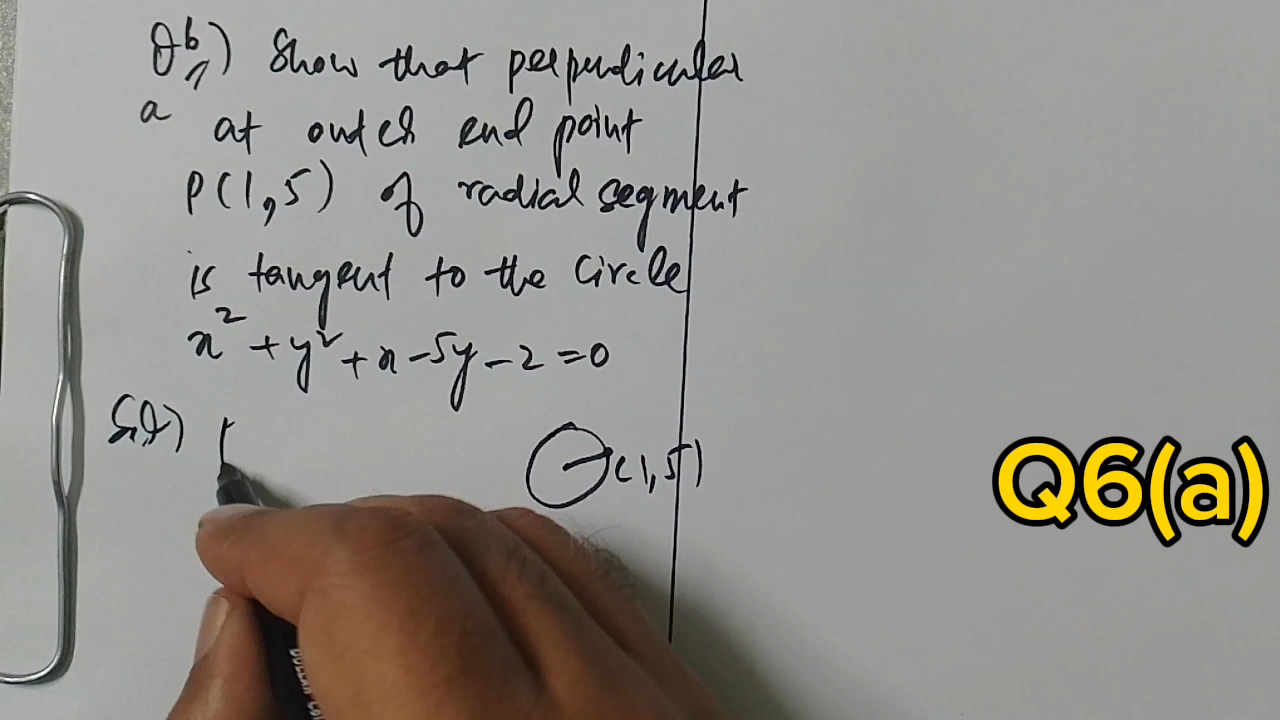 Q6) Show that perpendicular
a at outer end point
P(1,5) of radial segment
is tangent to the Circle
x² + y² + x - 5y - 2 = 0
Sol)
(1,5)
Q6(a)